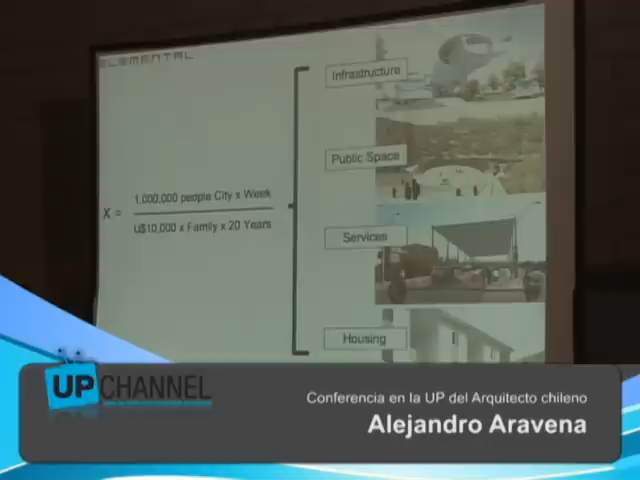 ELEMENTAL
Infrastructure
Public Space
X =
1,000,000 people City x Week
U$10,000 x Family x 20 Years
Services
Housing
UP CHANNEL
Conferencia en la UP del Arquitecto chileno
Alejandro Aravena